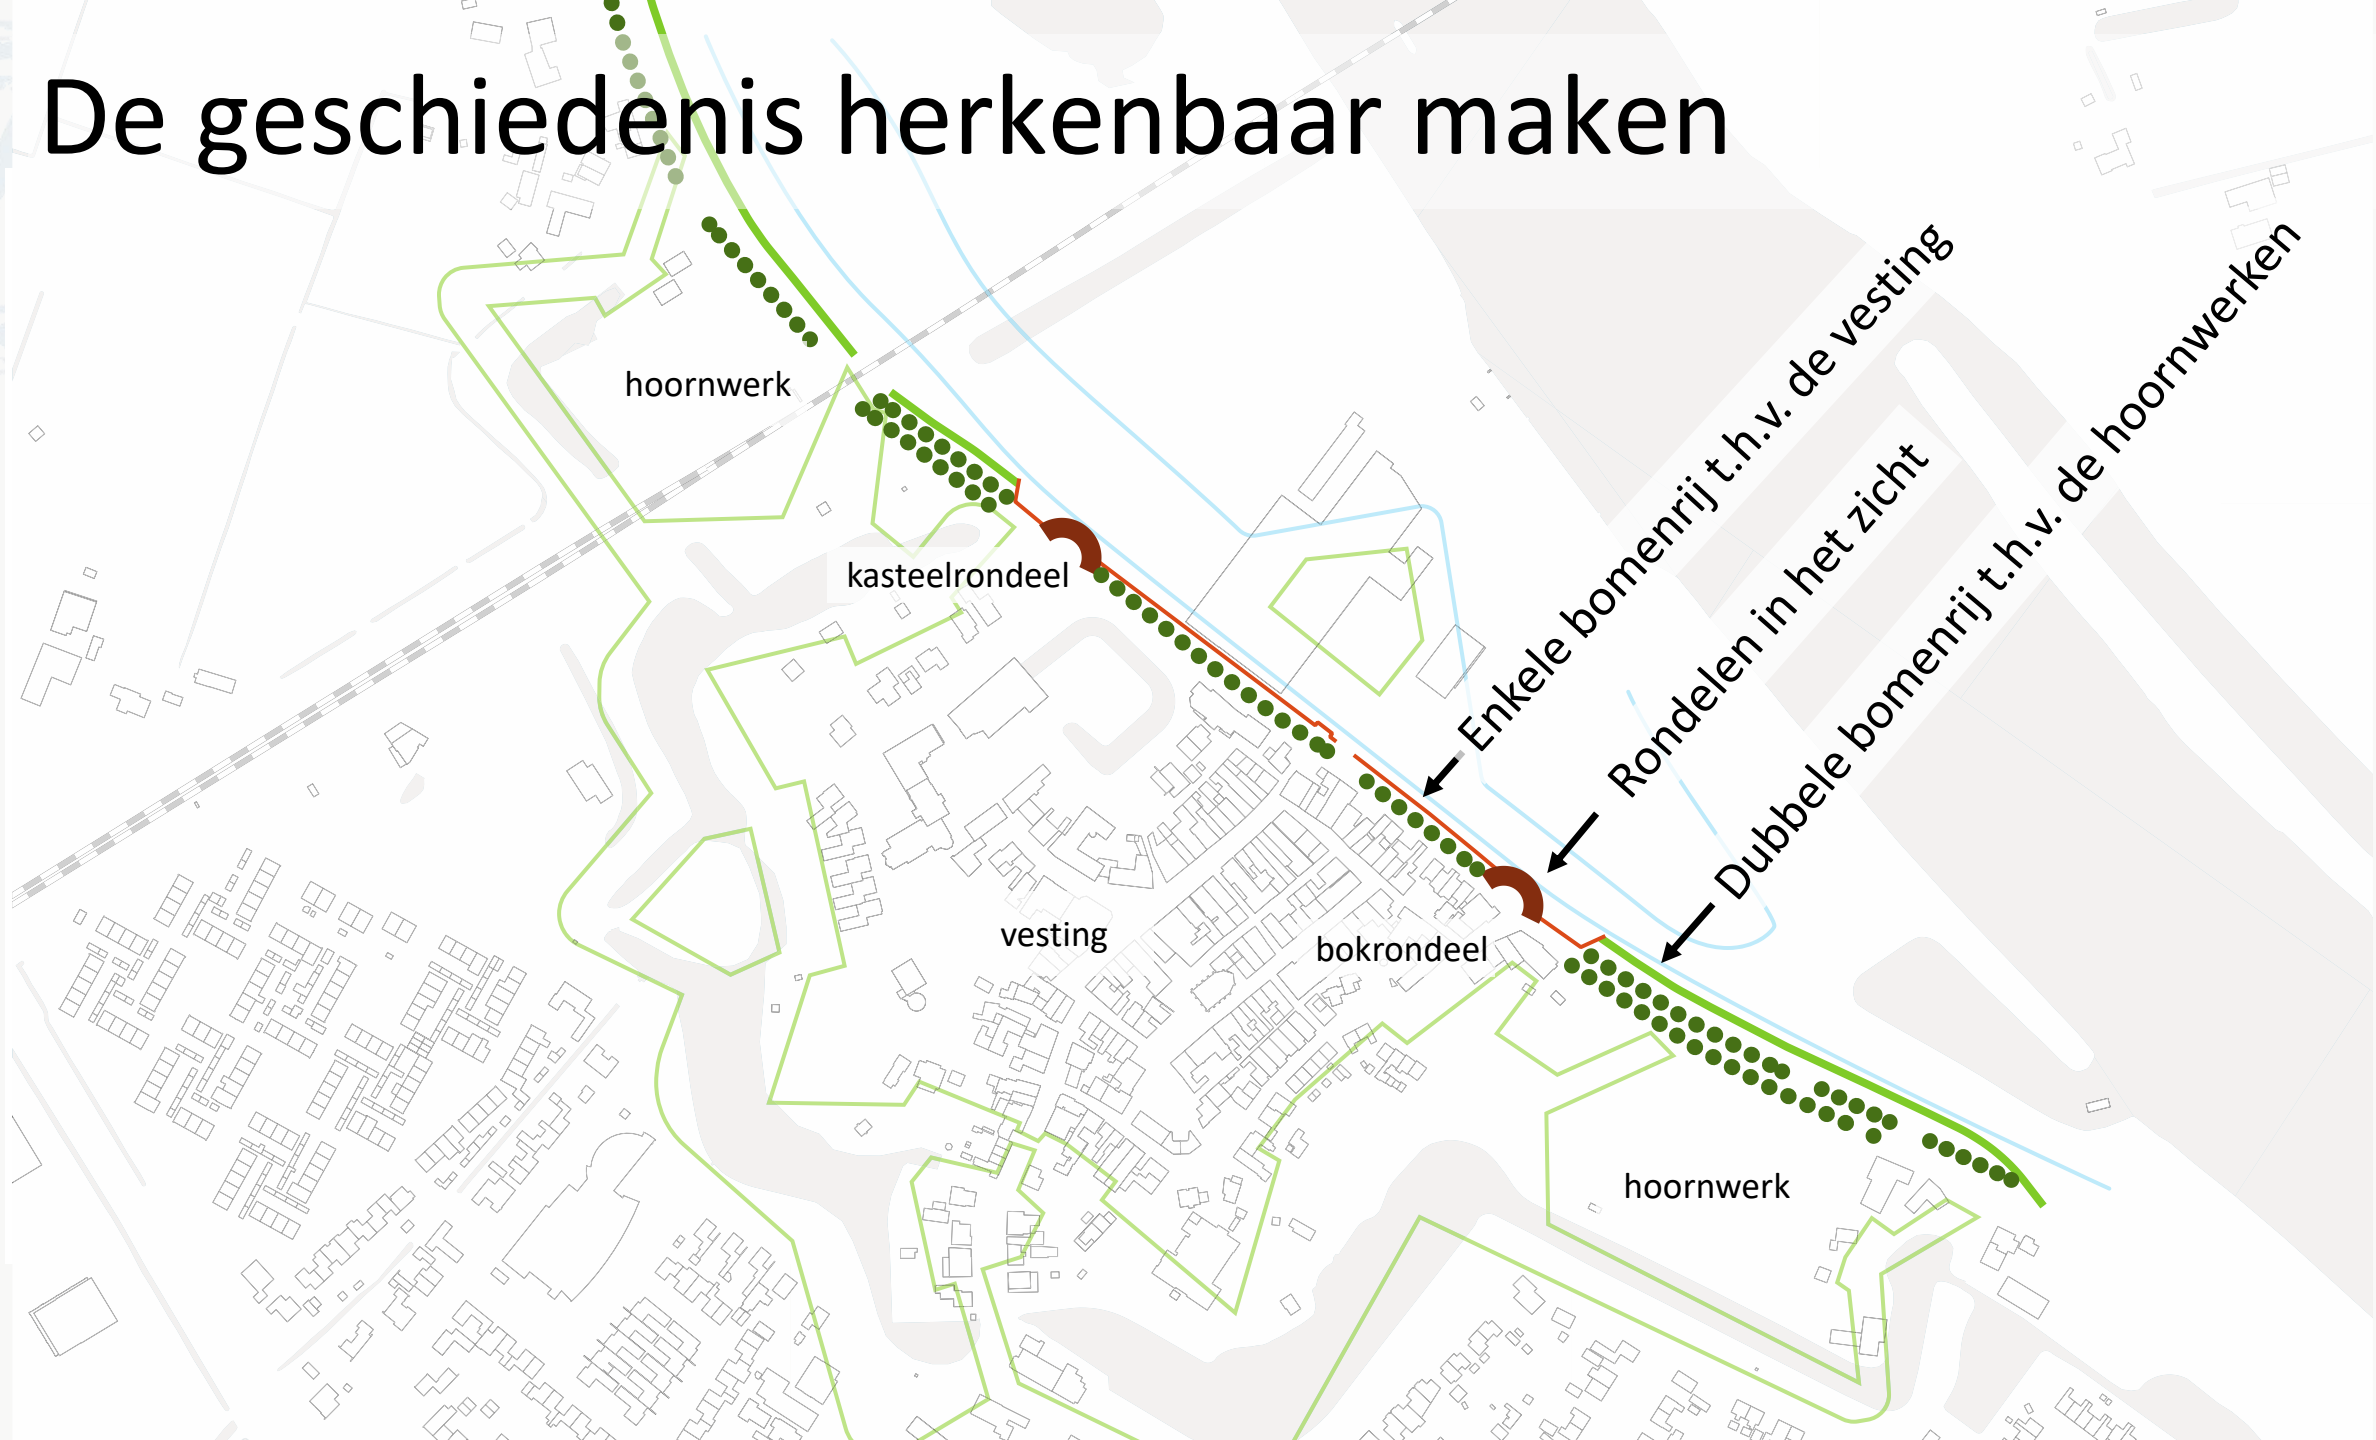 De geschiedenis herkenbaar maken
Enkele bomenrij t.h.v. de vesting
Rondelen in het zicht
Dubbele bomenrij t.h.v. de hoornwerken
hoornwerk
kasteelrondeel
vesting
bokrondeel
hoornwerk